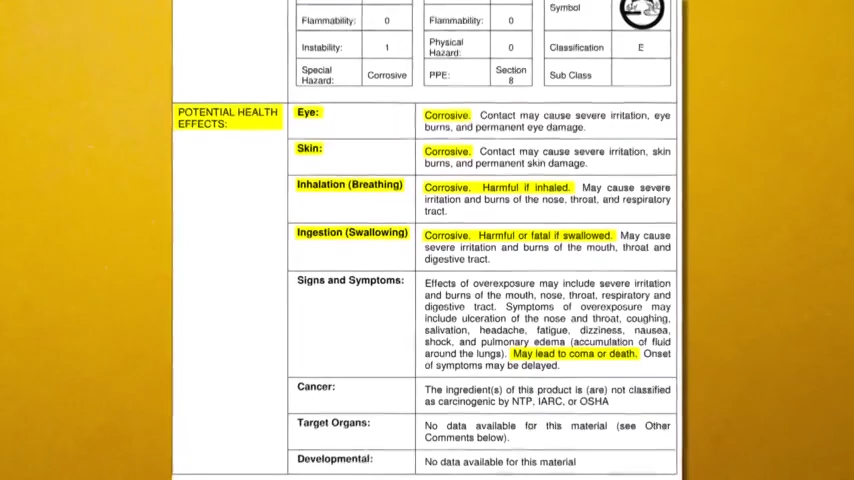 Symbol
Flammability: 0 Flammability: 0
Instability: 1 Physical Hazard: 0 Classification E
Special Hazard: Corrosive PPE: Section 8 Sub Class
POTENTIAL HEALTH
EFFECTS:
Eye:
Corrosive. Contact may cause severe irritation, eye
burns, and permanent eye damage.
Skin:
Corrosive. Contact may cause severe irritation, skin
burns, and permanent skin damage.
Inhalation (Breathing)
Corrosive. Harmful if inhaled. May cause severe
irritation and burns of the nose, throat, and respiratory
tract.
Ingestion (Swallowing)
Corrosive. Harmful or fatal if swallowed. May cause
severe irritation and burns of the mouth, throat and
digestive tract.
Signs and Symptoms:
Effects of overexposure may include severe irritation
and burns of the mouth, nose, throat, respiratory and
digestive tract. Symptoms of overexposure may
include ulceration of the nose and throat, coughing,
salivation, headache, fatigue, dizziness, nausea,
shock, and pulmonary edema (accumulation of fluid
around the lungs). May lead to coma or death. Onset
of symptoms may be delayed.
Cancer:
The ingredient(s) of this product is (are) not classified
as carcinogenic by NTP, IARC, or OSHA
Target Organs:
No data available for this material (see Other
Comments below).
Developmental:
No data available for this material